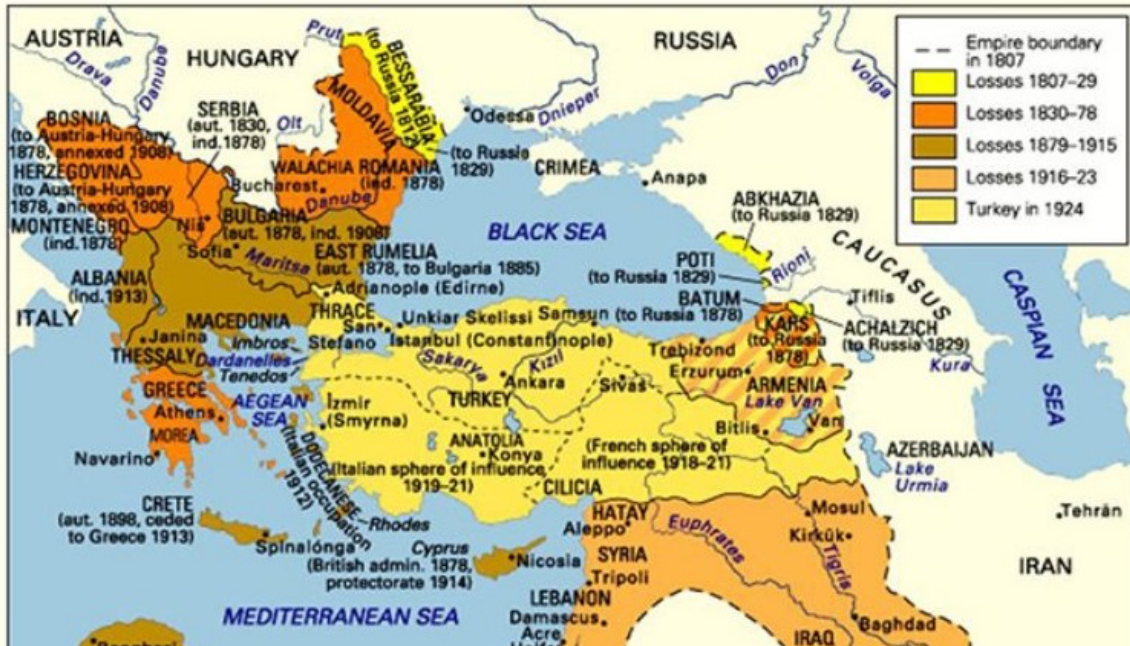 AUSTRIA
Drava
Danube
HUNGARY
Prut
BESSARABIA
(to Russia 1812)
MOLDAVIA
RUSSIA
Don
Volga
Dnieper
Odessa
(to Russia
1829)
CRIMEA
Anapa
Empire boundary
in 1807
Losses 1807–29
Losses 1830–78
Losses 1879–1915
Losses 1916–23
Turkey in 1924
BOSNIA
(to Austria-Hungary
1878, annexed 1908)
HERZEGOVINA
(to Austria-Hungary
1878, annexed 1908)
MONTENEGRO
(ind.1878)
SERBIA
(aut. 1830,
ind.1878)
Olt
WALACHIA
ROMANIA
(ind. 1878)
Bucharest
Danube
Nis
BULGARIA
(aut. 1878, ind. 1908)
Sofia
Maritsa
EAST RUMELIA
(aut. 1878, to Bulgaria 1885)
Adrianople (Edirne)
BLACK SEA
ABKHAZIA
(to Russia 1829)
CAUCASUS
POTI
(to Russia 1829)
Rioni
BATUM
(to Russia 1878)
Tiflis
KARS
(to Russia
1878)
ACHALZICH
(to Russia 1829)
Kura
CASPIAN
SEA
ITALY
ALBANIA
(ind.1913)
MACEDONIA
Janina
THESSALY
THRACE
San
Stefano
Unkiar Skelissi
Istanbul (Constantinople)
Samsun
Imbros
Dardanelles
Tenedos
Sakarya
Kızıl
Ankara
Sivas
Trebizond
Erzurum
ARMENIA
Lake Van
Van
Bitlis
GREECE
Athens
MOREA
Navarino
AEGEAN
SEA
İzmir
(Smyrna)
TURKEY
ANATOLIA
Konya
(Italian sphere of influence
1919–21)
(French sphere of
influence 1918–21)
CILICIA
DODECANESE
(Italian occupation
1912)
Rhodes
AZERBAIJAN
Lake
Urmia
Tehrān
IRAN
CRETE
(aut. 1898, ceded
to Greece 1913)
Spinalónga
Cyprus
(British admin. 1878,
protectorate 1914)
Nicosia
HATAY
Aleppo
SYRIA
Tripoli
LEBANON
Damascus
Acre
Euphrates
Mosul
Kirkūk
Tigris
Baghdad
IRAQ
MEDITERRANEAN SEA